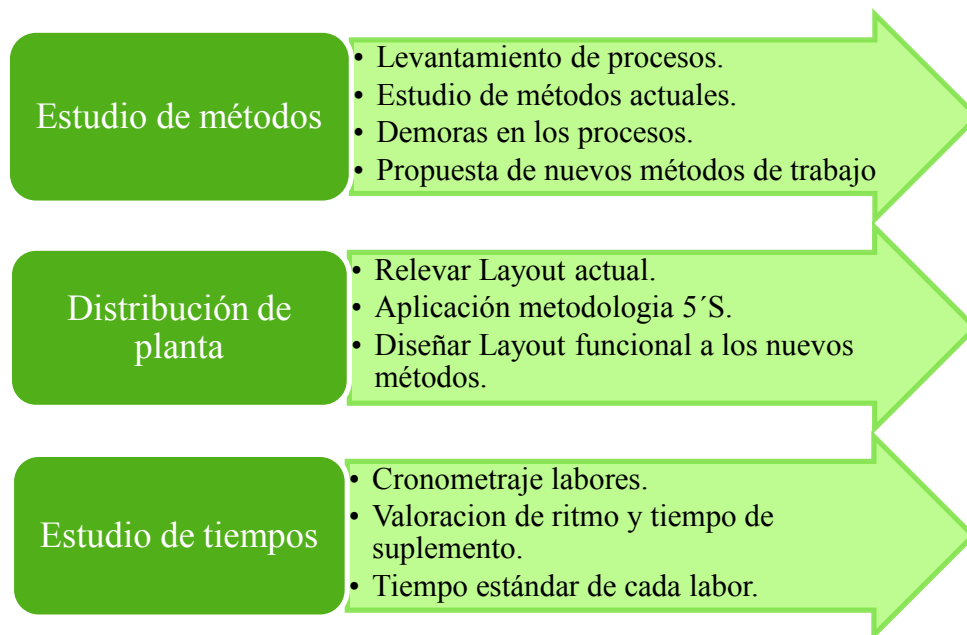 Estudio de métodos
• Levantamiento de procesos.
• Estudio de métodos actuales.
• Demoras en los procesos.
• Propuesta de nuevos métodos de trabajo
Distribución de
planta
• Relevar Layout actual.
• Aplicación metodologia 5´S.
• Diseñar Layout funcional a los nuevos
métodos.
Estudio de tiempos
• Cronometraje labores.
• Valoracion de ritmo y tiempo de
suplemento.
• Tiempo estándar de cada labor.